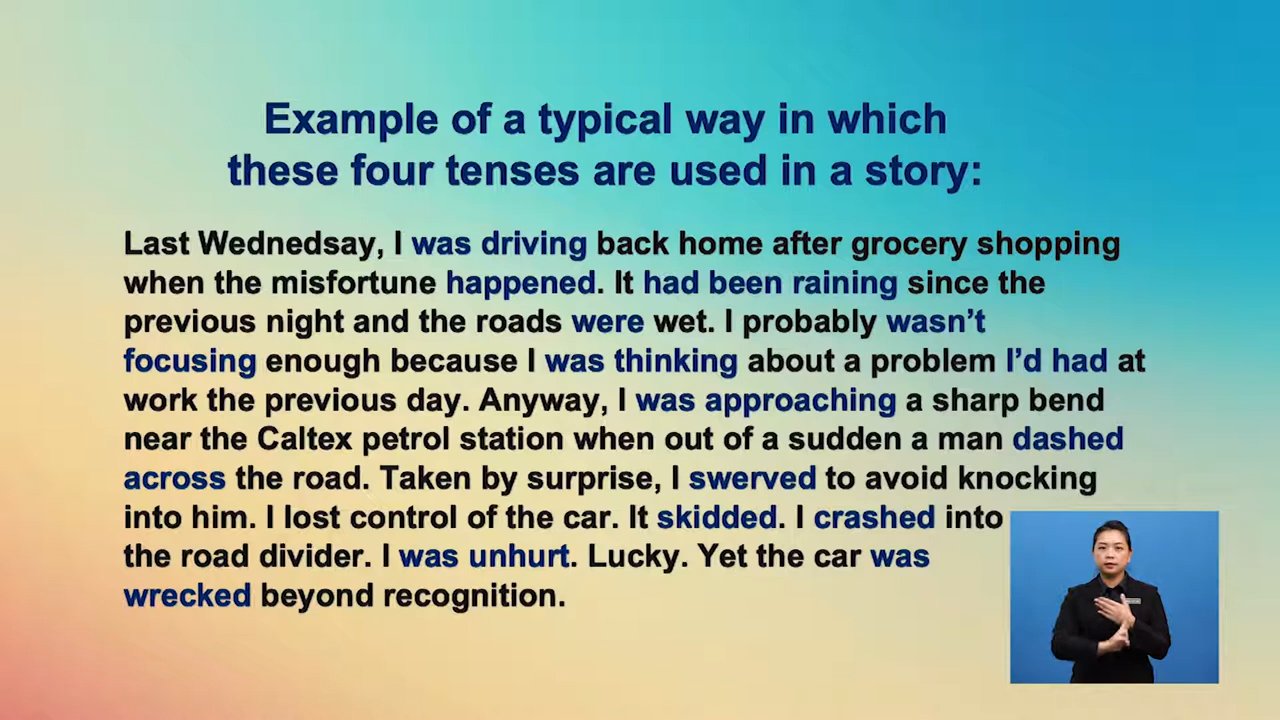 Example of a typical way in which
these four tenses are used in a story:
Last Wednedsay, I was driving back home after grocery shopping
when the misfortune happened. It had been raining since the
previous night and the roads were wet. I probably wasn’t
focusing enough because I was thinking about a problem I’d had at
work the previous day. Anyway, I was approaching a sharp bend
near the Caltex petrol station when out of a sudden a man dashed
across the road. Taken by surprise, I swerved to avoid knocking
into him. I lost control of the car. It skidded. I crashed into
the road divider. I was unhurt. Lucky. Yet the car was
wrecked beyond recognition.